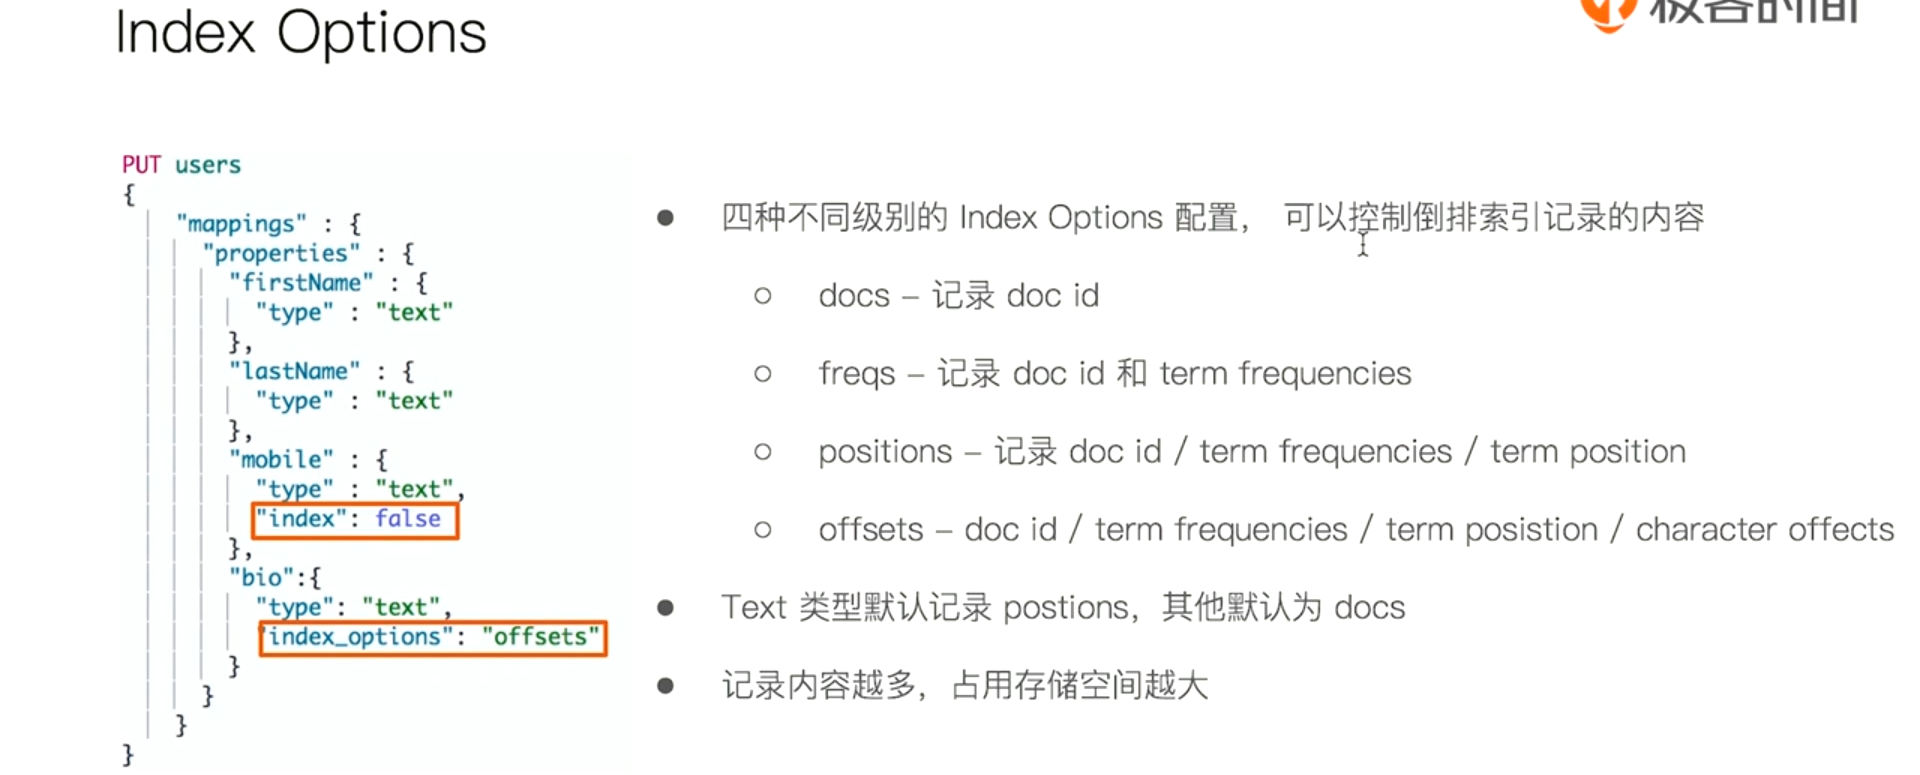 Index Options
极客时间
PUT users
{
"mappings" : {
"properties" : {
"firstName" : {
"type" : "text"
},
"lastName" : {
"type" : "text"
},
"mobile" : {
"type" : "text",
"index": false
},
"bio":{
"type": "text",
"index_options": "offsets"
}
}
}
}
● 四种不同级别的 Index Options 配置， 可以控制倒排索引记录的内容
○ docs – 记录 doc id
○ freqs – 记录 doc id 和 term frequencies
○ positions – 记录 doc id / term frequencies / term position
○ offsets – doc id / term frequencies / term posistion / character offects
● Text 类型默认记录 postions，其他默认为 docs
● 记录内容越多，占用存储空间越大